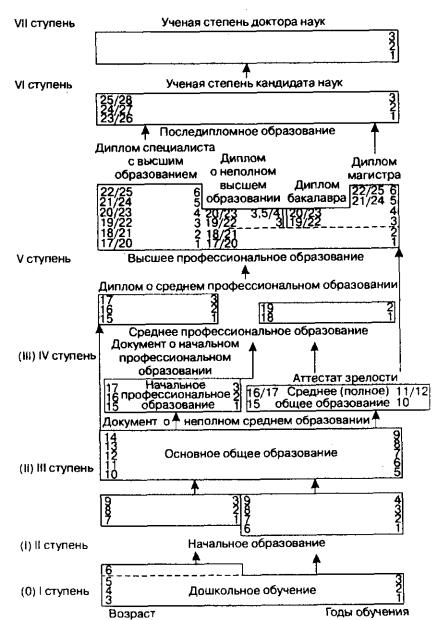 VII ступень Ученая степень доктора наук
3
2
1
VI ступень Ученая степень кандидата наук
25/28 3
24/27 2
23/26 1
Последипломное образование
Диплом специалиста
с высшим
образованием
Диплом
о неполном
высшем
образовании
Диплом
бакалавра
Диплом
магистра
22/25 6 22/25 6
21/24 5 21/24 5
20/23 4 20/23 3,5/4 20/23 4
19/22 3 19/22 3 19/22 3
18/21 2 18/21 2
17/20 1 17/20 1
V ступень Высшее профессиональное образование
Диплом о среднем профессиональном образовании
17 3
16 2 19 2
15 1 18 1
Среднее профессиональное образование
(III) IV ступень
Документ о начальном
профессиональном
образовании
Аттестат зрелости
17 Начальное 3
16 профессиональное 2
15 образование 1
16/17 Среднее (полное) 11/12
15 общее образование 10
Документ о неполном среднем образовании
14 9
13 8
12 Основное общее образование 7
11 6
10 5
(II) III ступень
9 3 9 4
8 2 8 3
7 1 7 2
6 1
(I) II ступень Начальное образование
6
5 3
4 2
3 1
(0) I ступень Дошкольное обучение
Возраст Годы обучения